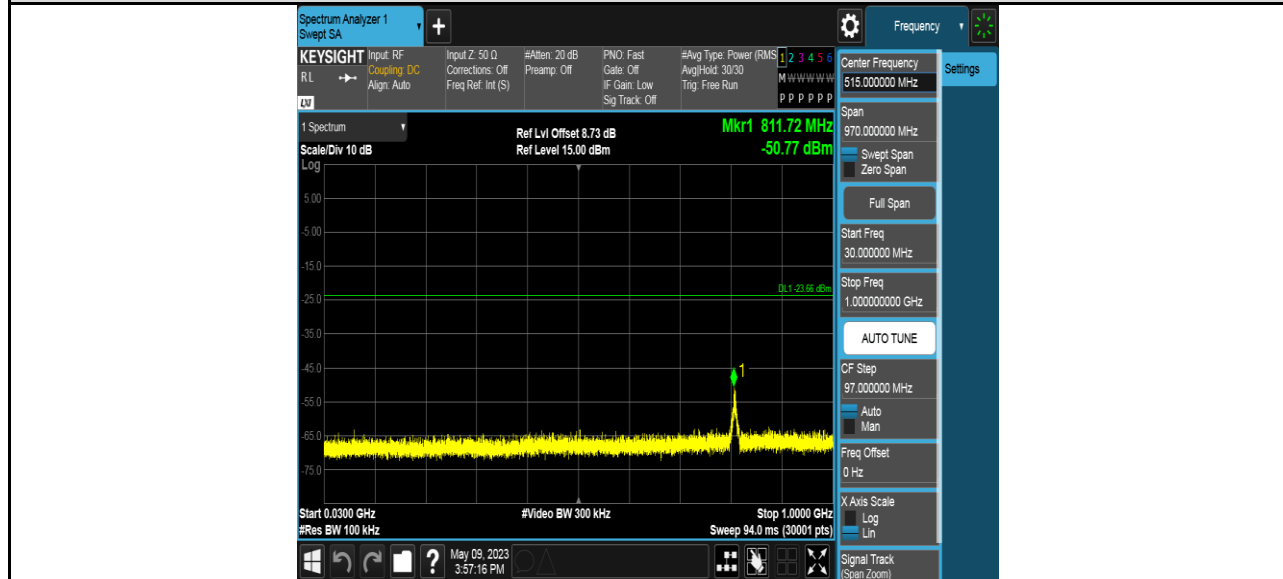 Spectrum Analyzer 1
Swept SA
+
Frequency
KEYSIGHT
RL
LXI
Input: RF
Coupling: DC
Align: Auto
Input Z: 50 Ω
Corrections: Off
Freq Ref: Int (S)
#Atten: 20 dB
Preamp: Off
PNO: Fast
Gate: Off
IF Gain: Low
Sig Track: Off
#Avg Type: Power (RMS
Avg|Hold: 30/30
Trig: Free Run
1 2 3 4 5 6
M W W W W W
P P P P P P
1 Spectrum
Scale/Div 10 dB
Log
Ref Lvl Offset 8.73 dB
Ref Level 15.00 dBm
Mkr1 811.72 MHz
-50.77 dBm
5.00
-5.00
-15.0
DL1 -23.66 dBm
-25.0
-35.0
-45.0
1
-55.0
-65.0
-75.0
Start 0.0300 GHz
#Res BW 100 kHz
#Video BW 300 kHz
Stop 1.0000 GHz
Sweep 94.0 ms (30001 pts)
?
May 09, 2023
3:57:16 PM
Center Frequency
515.000000 MHz
Settings
Span
970.000000 MHz
Swept Span
Zero Span
Full Span
Start Freq
30.000000 MHz
Stop Freq
1.000000000 GHz
AUTO TUNE
CF Step
97.000000 MHz
Auto
Man
Freq Offset
0 Hz
X Axis Scale
Log
Lin
Signal Track
(Span Zoom)